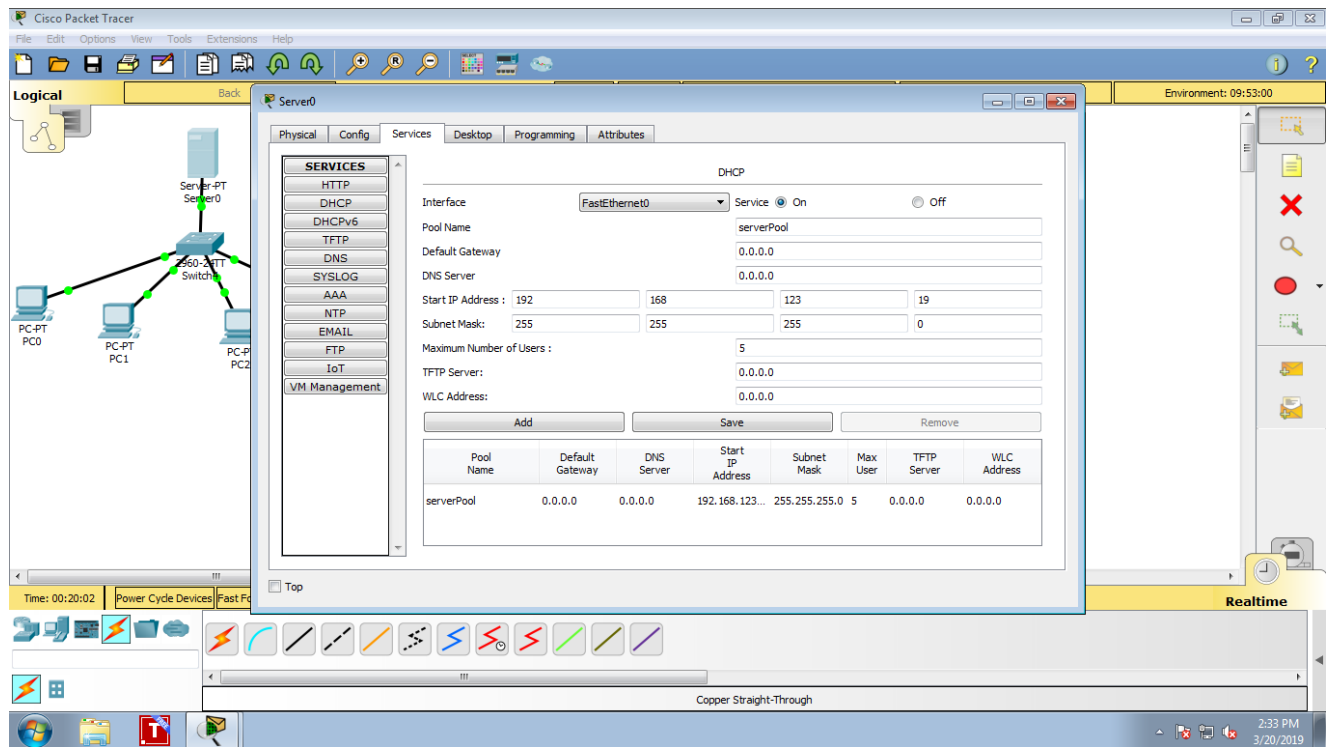 Cisco Packet Tracer
File Edit Options View Tools Extensions Help
Logical
Back
Environment: 09:53:00
Server0
Physical Config Services Desktop Programming Attributes
SERVICES
HTTP
DHCP
DHCPv6
TFTP
DNS
SYSLOG
AAA
NTP
EMAIL
FTP
IoT
VM Management
DHCP
Interface FastEthernet0 Service On Off
Pool Name serverPool
Default Gateway 0.0.0.0
DNS Server 0.0.0.0
Start IP Address : 192 168 123 19
Subnet Mask: 255 255 255 0
Maximum Number of Users : 5
TFTP Server: 0.0.0.0
WLC Address: 0.0.0.0
Add Save Remove
Pool Name Default Gateway DNS Server Start IP Address Subnet Mask Max User TFTP Server WLC Address
serverPool 0.0.0.0 0.0.0.0 192.168.123... 255.255.255.0 5 0.0.0.0 0.0.0.0
Top
Server-PT
Server0
2960-24TT
PC-PT
PC0
PC-PT
PC1
PC2
Time: 00:20:02 Power Cycle Devices
Realtime
Copper Straight-Through
2:33 PM
3/20/2019